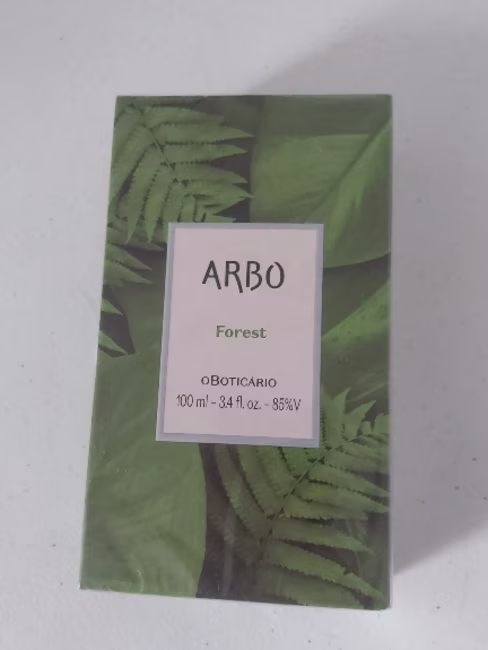 ARBO
Forest
oBOTICÁRIO
100 ml - 3.4 fl. oz. - 85%V